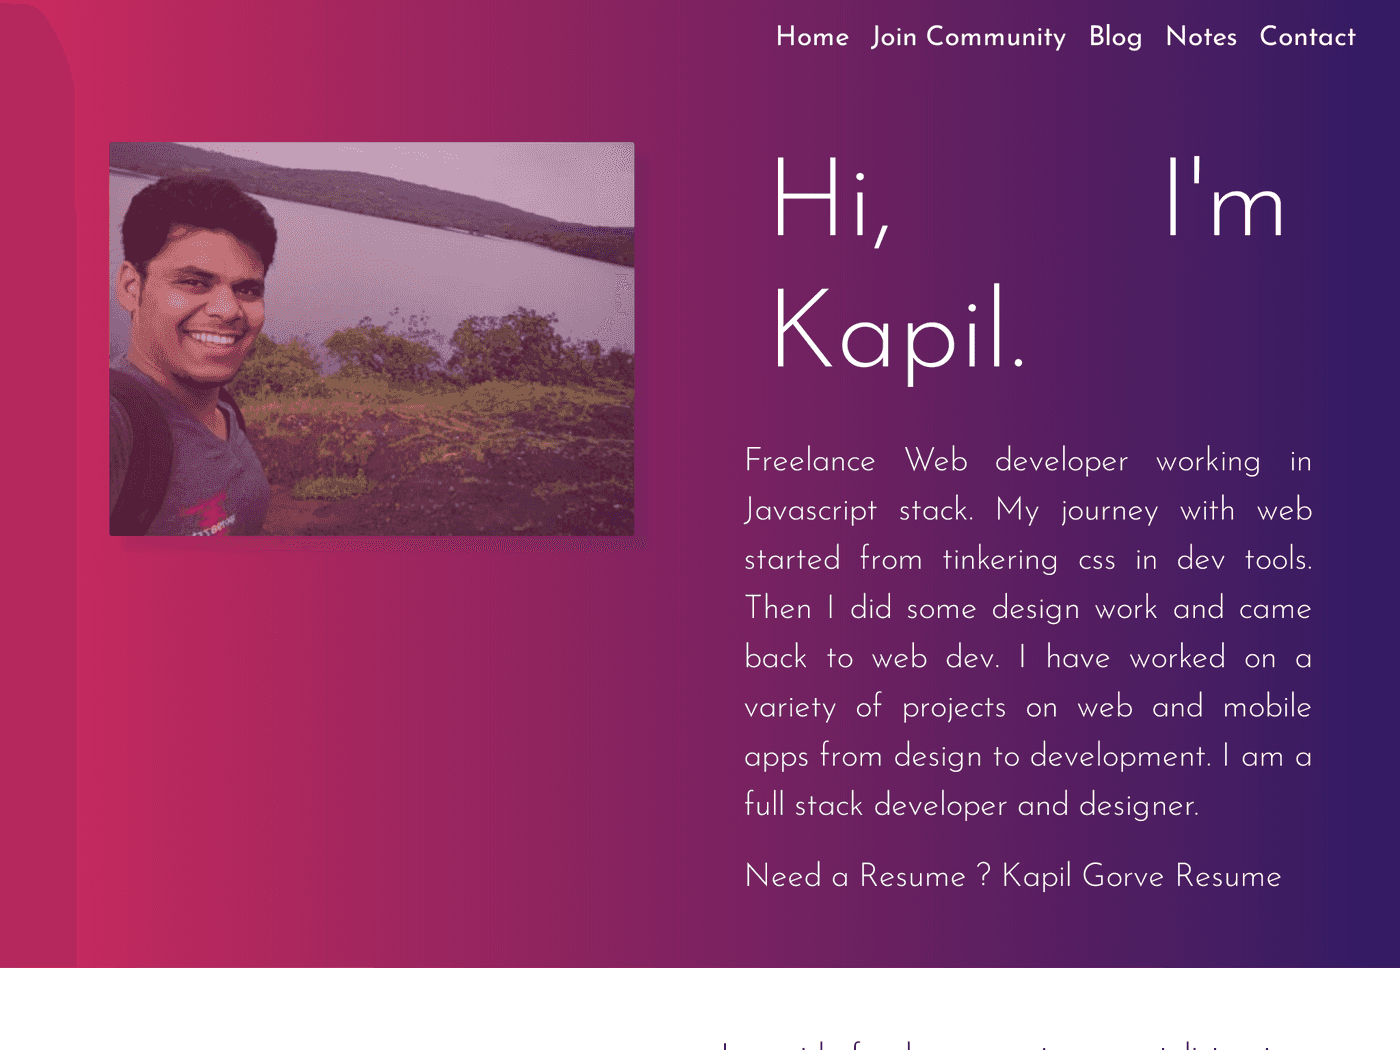 Home Join Community Blog Notes Contact
Hi, I'm
Kapil.
Freelance Web developer working in
Javascript stack. My journey with web
started from tinkering css in dev tools.
Then I did some design work and came
back to web dev. I have worked on a
variety of projects on web and mobile
apps from design to development. I am a
full stack developer and designer.
Need a Resume ? Kapil Gorve Resume